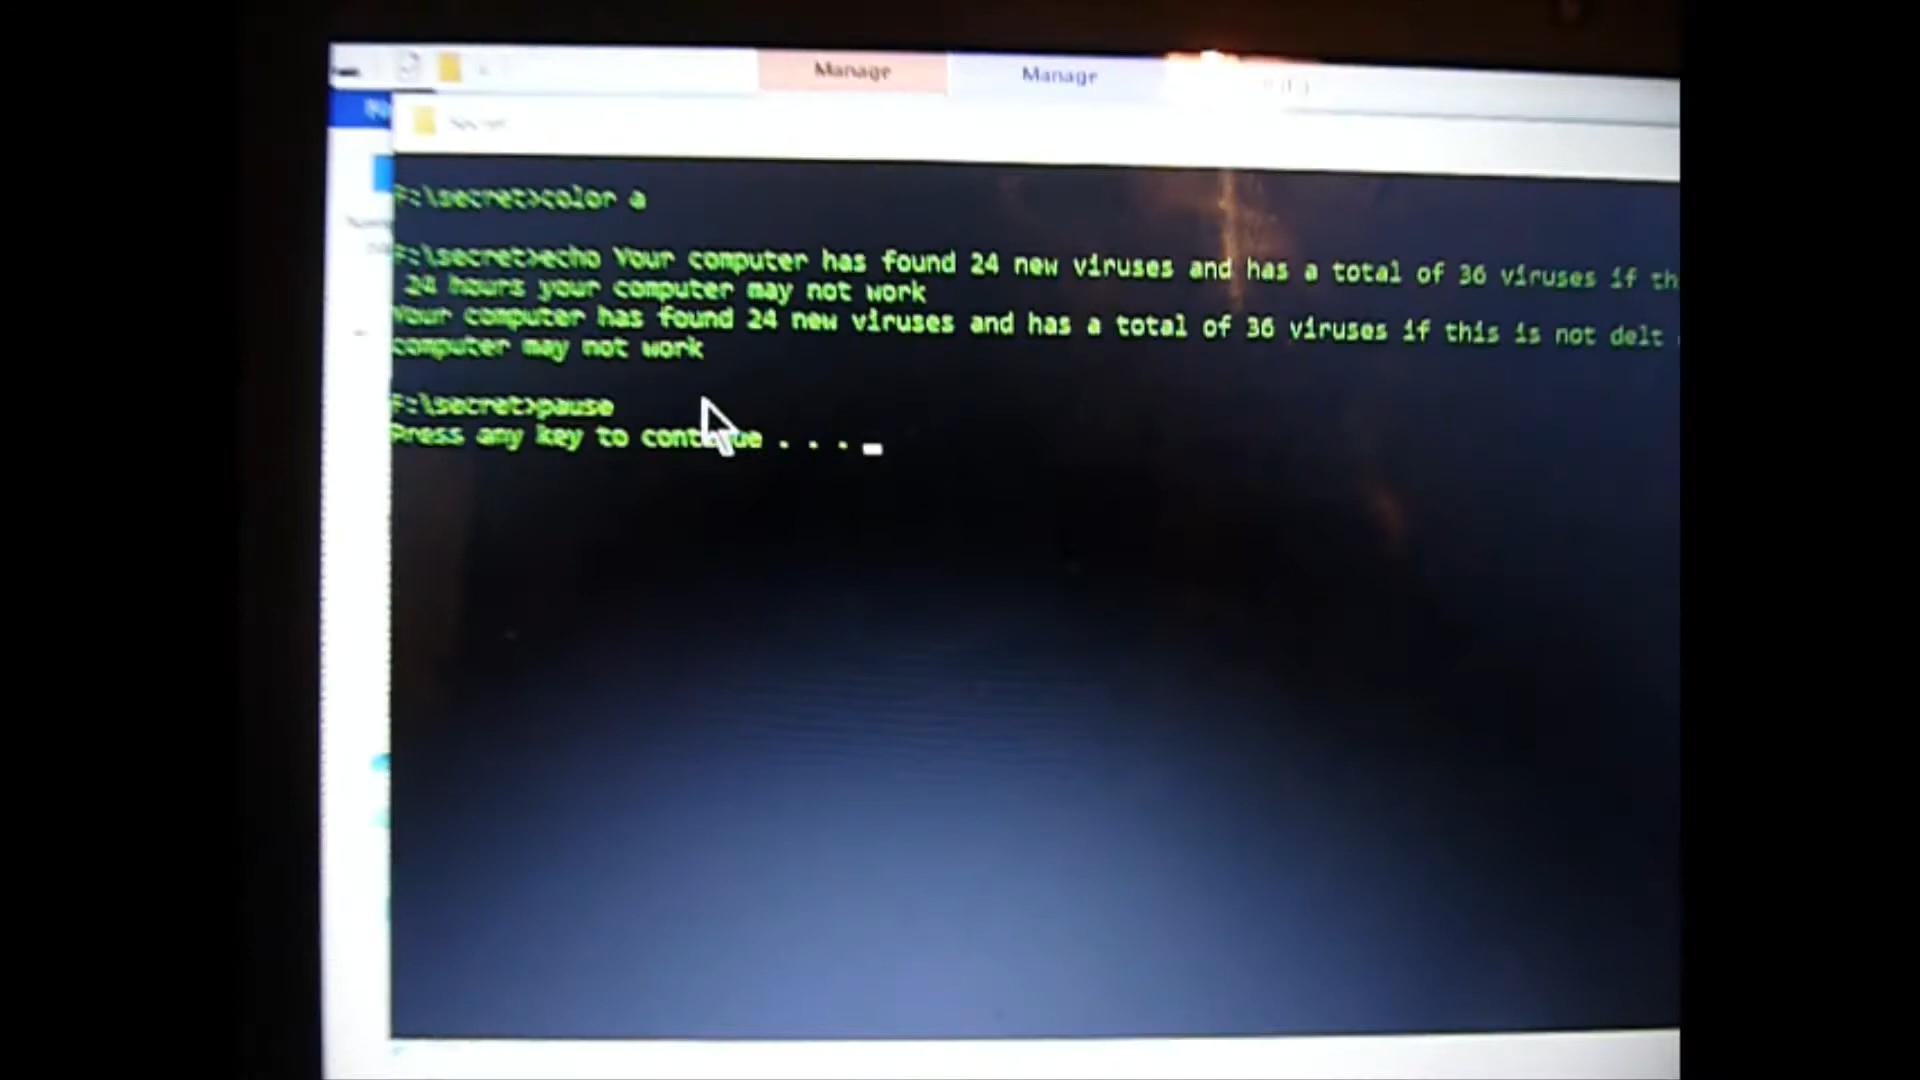 Manage
Manage
F:\secret>color a
F:\secret>echo Your computer has found 24 new viruses and has a total of 36 viruses if th
24 hours your computer may not work
Your computer has found 24 new viruses and has a total of 36 viruses if this is not delt
computer may not work
F:\secret>pause
Press any key to continue . . .